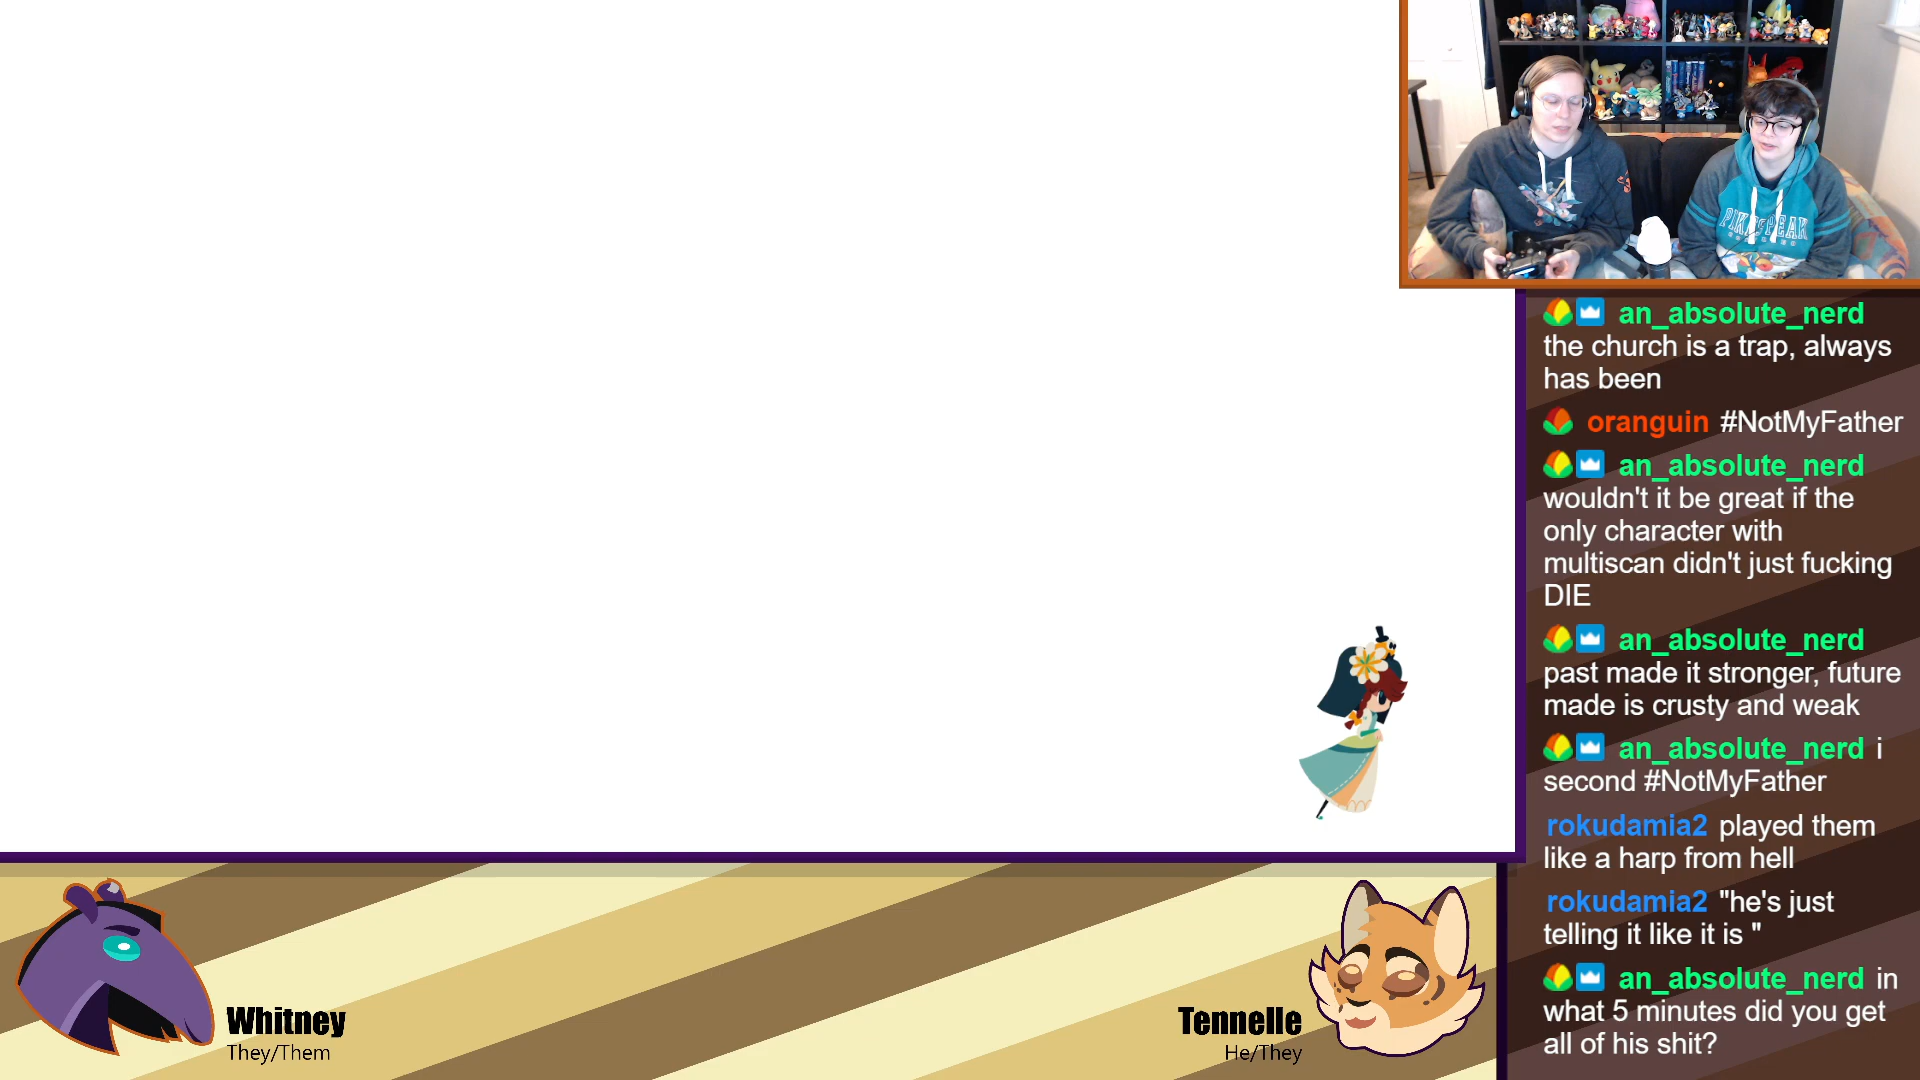 PIKES PEAK
an_absolute_nerd
the church is a trap, always
has been
oranguin #NotMyFather
an_absolute_nerd
wouldn't it be great if the
only character with
multiscan didn't just fucking
DIE
an_absolute_nerd
past made it stronger, future
made is crusty and weak
an_absolute_nerd i
second #NotMyFather
rokudamia2 played them
like a harp from hell
rokudamia2 "he's just
telling it like it is "
an_absolute_nerd in
what 5 minutes did you get
all of his shit?
Whitney
They/Them
Tennelle
He/They